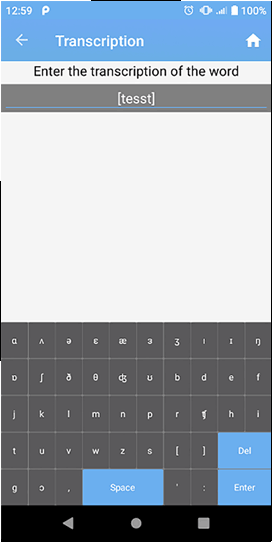 12:59 100%
Transcription
Enter the transcription of the word
[tesst]
ɑ ʌ ə ɛ æ ɜ ʒ ı ɪ ŋ
ɒ ʃ ð θ ʤ ʊ b d e f
j k l m n p r ʧ h i
t u v w z s [ ] Del
g ɔ , Space ' : Enter